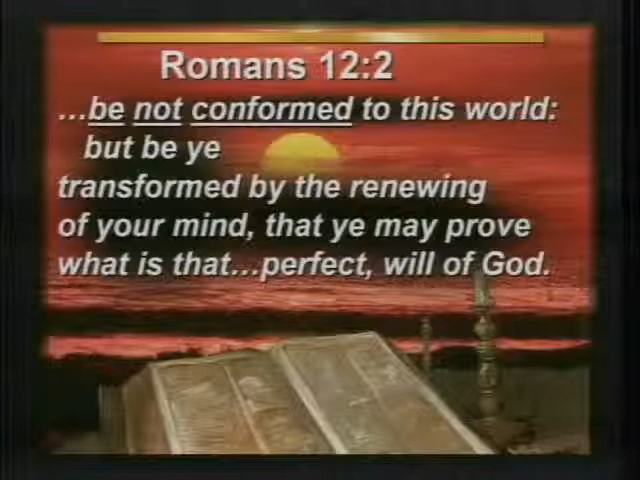 Romans 12:2
...be not conformed to this world:
but be ye
transformed by the renewing
of your mind, that ye may prove
what is that...perfect, will of God.